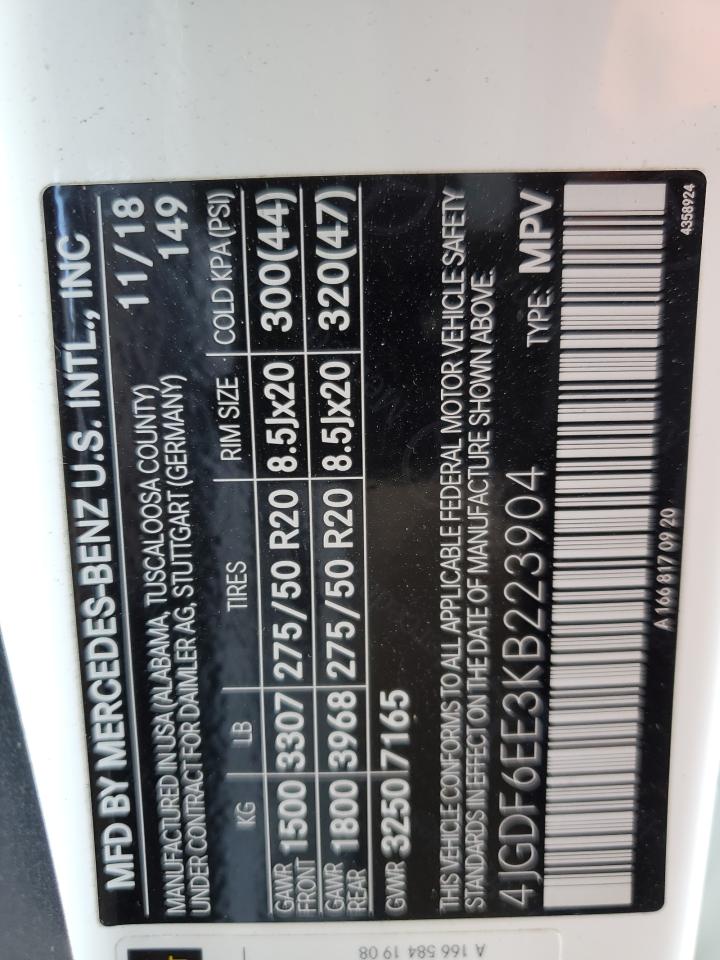 MFD BY MERCEDES-BENZ U.S. INTL., INC
MANUFACTURED IN USA (ALABAMA, TUSCALOOSA COUNTY) 11/18
UNDER CONTRACT FOR DAIMLER AG, STUTTGART (GERMANY) 149
KG LB TIRES RIM SIZE COLD KPA (PSI)
GAWR FRONT 1500 3307 275/50 R20 8.5Jx20 300(44)
GAWR REAR 1800 3968 275/50 R20 8.5Jx20 320(47)
GVWR 3250 7165
THIS VEHICLE CONFORMS TO ALL APPLICABLE FEDERAL MOTOR VEHICLE SAFETY
STANDARDS IN EFFECT ON THE DATE OF MANUFACTURE SHOWN ABOVE.
4JGDF6EE3KB223904 TYPE: MPV
A 166 817 09 20 4358924
A 166 584 19 08